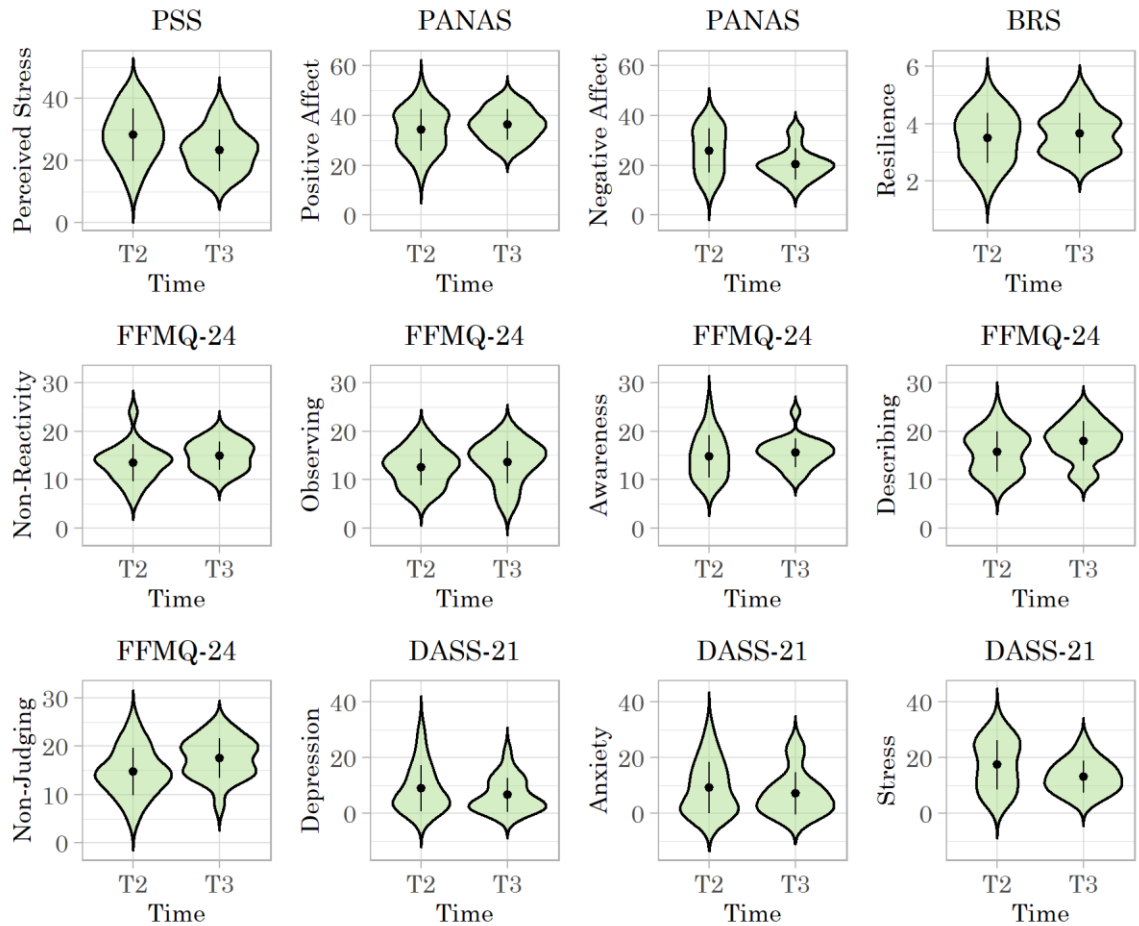 PSS
PANAS
PANAS
BRS
Perceived Stress
40
20
0
T2
T3
Time
Positive Affect
60
40
20
0
T2
T3
Time
Negative Affect
60
40
20
0
T2
T3
Time
Resilience
6
4
2
T2
T3
Time
FFMQ-24
FFMQ-24
FFMQ-24
FFMQ-24
Non-Reactivity
30
20
10
0
T2
T3
Time
Observing
30
20
10
0
T2
T3
Time
Awareness
30
20
10
0
T2
T3
Time
Describing
30
20
10
0
T2
T3
Time
FFMQ-24
DASS-21
DASS-21
DASS-21
Non-Judging
30
20
10
0
T2
T3
Time
Depression
40
20
0
T2
T3
Time
Anxiety
40
20
0
T2
T3
Time
Stress
40
20
0
T2
T3
Time